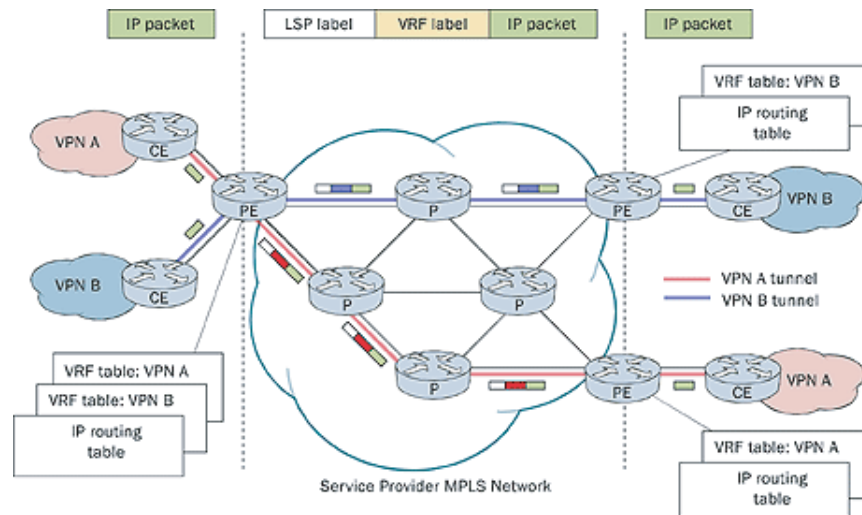 IP packet
LSP label
VRF label
IP packet
IP packet
VRF table: VPN B
IP routing
table
VPN A
CE
PE
P
PE
CE
VPN B
VPN B
CE
P
P
VPN A tunnel
VPN B tunnel
P
PE
CE
VPN A
VRF table: VPN A
VRF table: VPN B
IP routing
table
VRF table: VPN A
IP routing
table
Service Provider MPLS Network